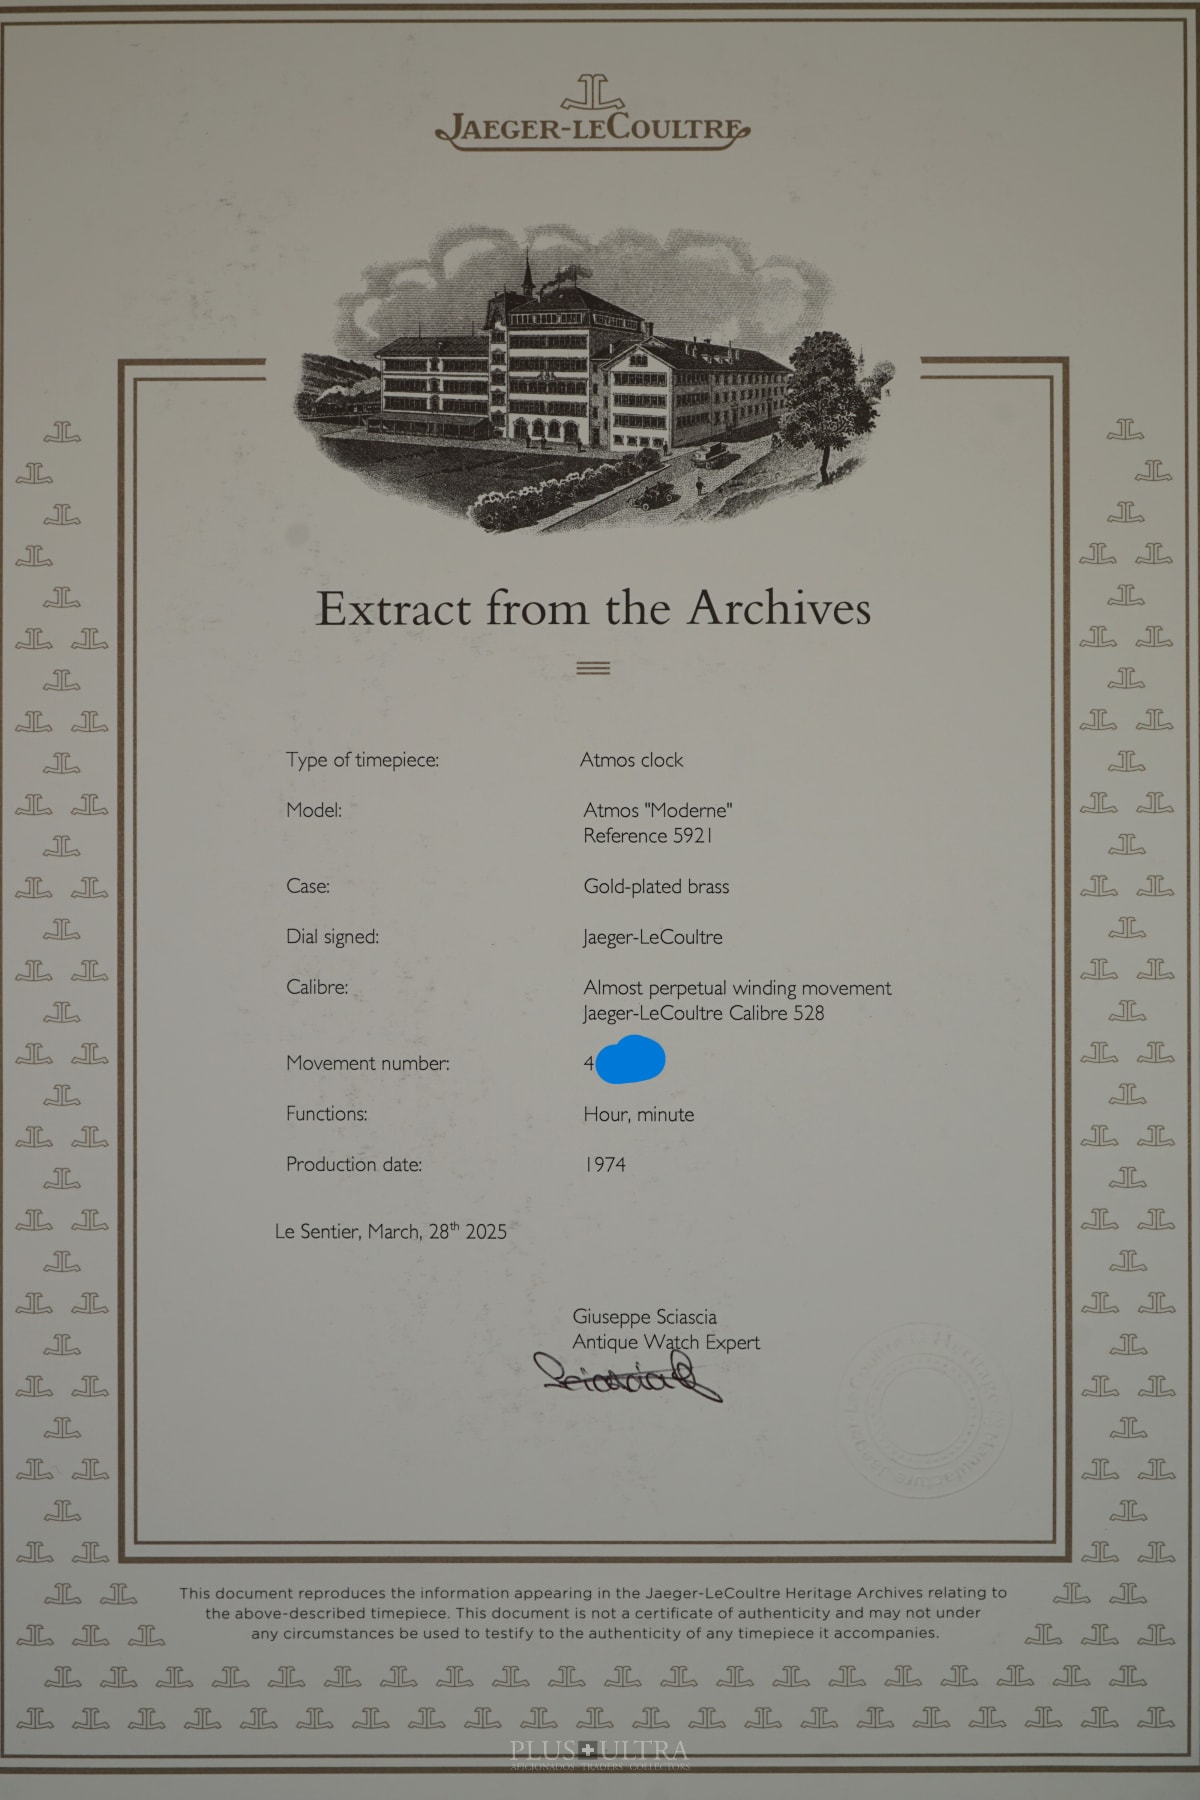 JAEGER-LECOULTRE
Extract from the Archives
Type of timepiece: Atmos clock
Model: Atmos "Moderne"
Reference 5921
Case: Gold-plated brass
Dial signed: Jaeger-LeCoultre
Calibre: Almost perpetual winding movement
Jaeger-LeCoultre Calibre 528
Movement number: 4
Functions: Hour, minute
Production date: 1974
Le Sentier, March, 28th 2025
Giuseppe Sciascia
Antique Watch Expert
This document reproduces the information appearing in the Jaeger-LeCoultre Heritage Archives relating to
the above-described timepiece. This document is not a certificate of authenticity and may not under
any circumstances be used to testify to the authenticity of any timepiece it accompanies.
PLUS ULTRA
AFICIONADOS TRADERS COLLECTORS